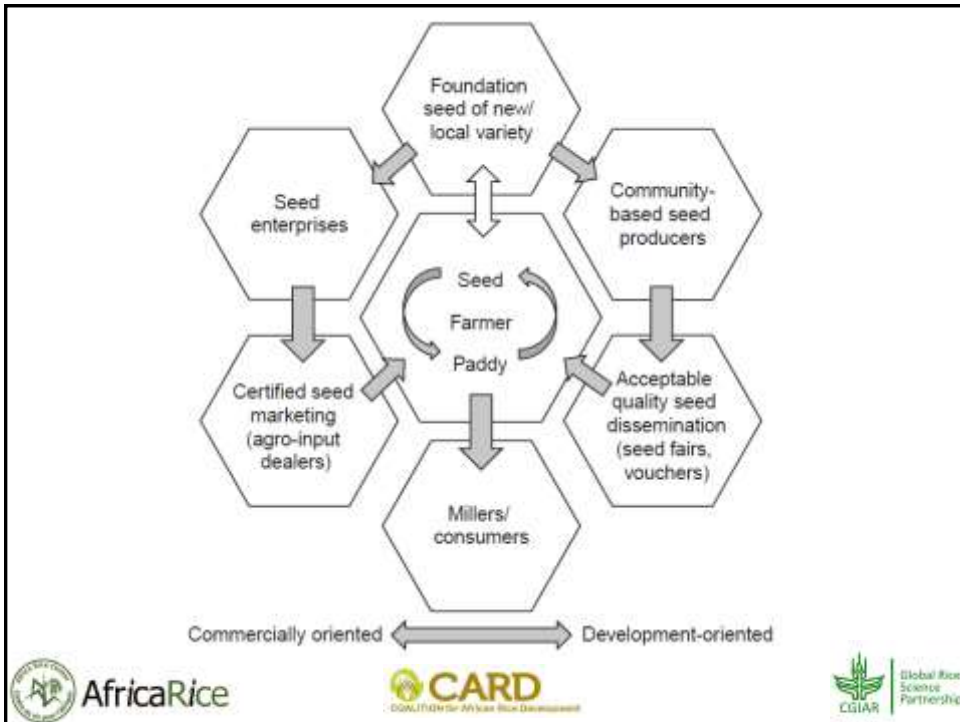 Foundation
seed of new/
local variety
Seed
enterprises
Community-
based seed
producers
Seed
Farmer
Paddy
Certified seed
marketing
(agro-input
dealers)
Acceptable
quality seed
dissemination
(seed fairs,
vouchers)
Millers/
consumers
Commercially oriented
Development-oriented
AfricaRice
CARD
COALITION for African Rice Development
CGIAR
Global Rice
Science
Partnership